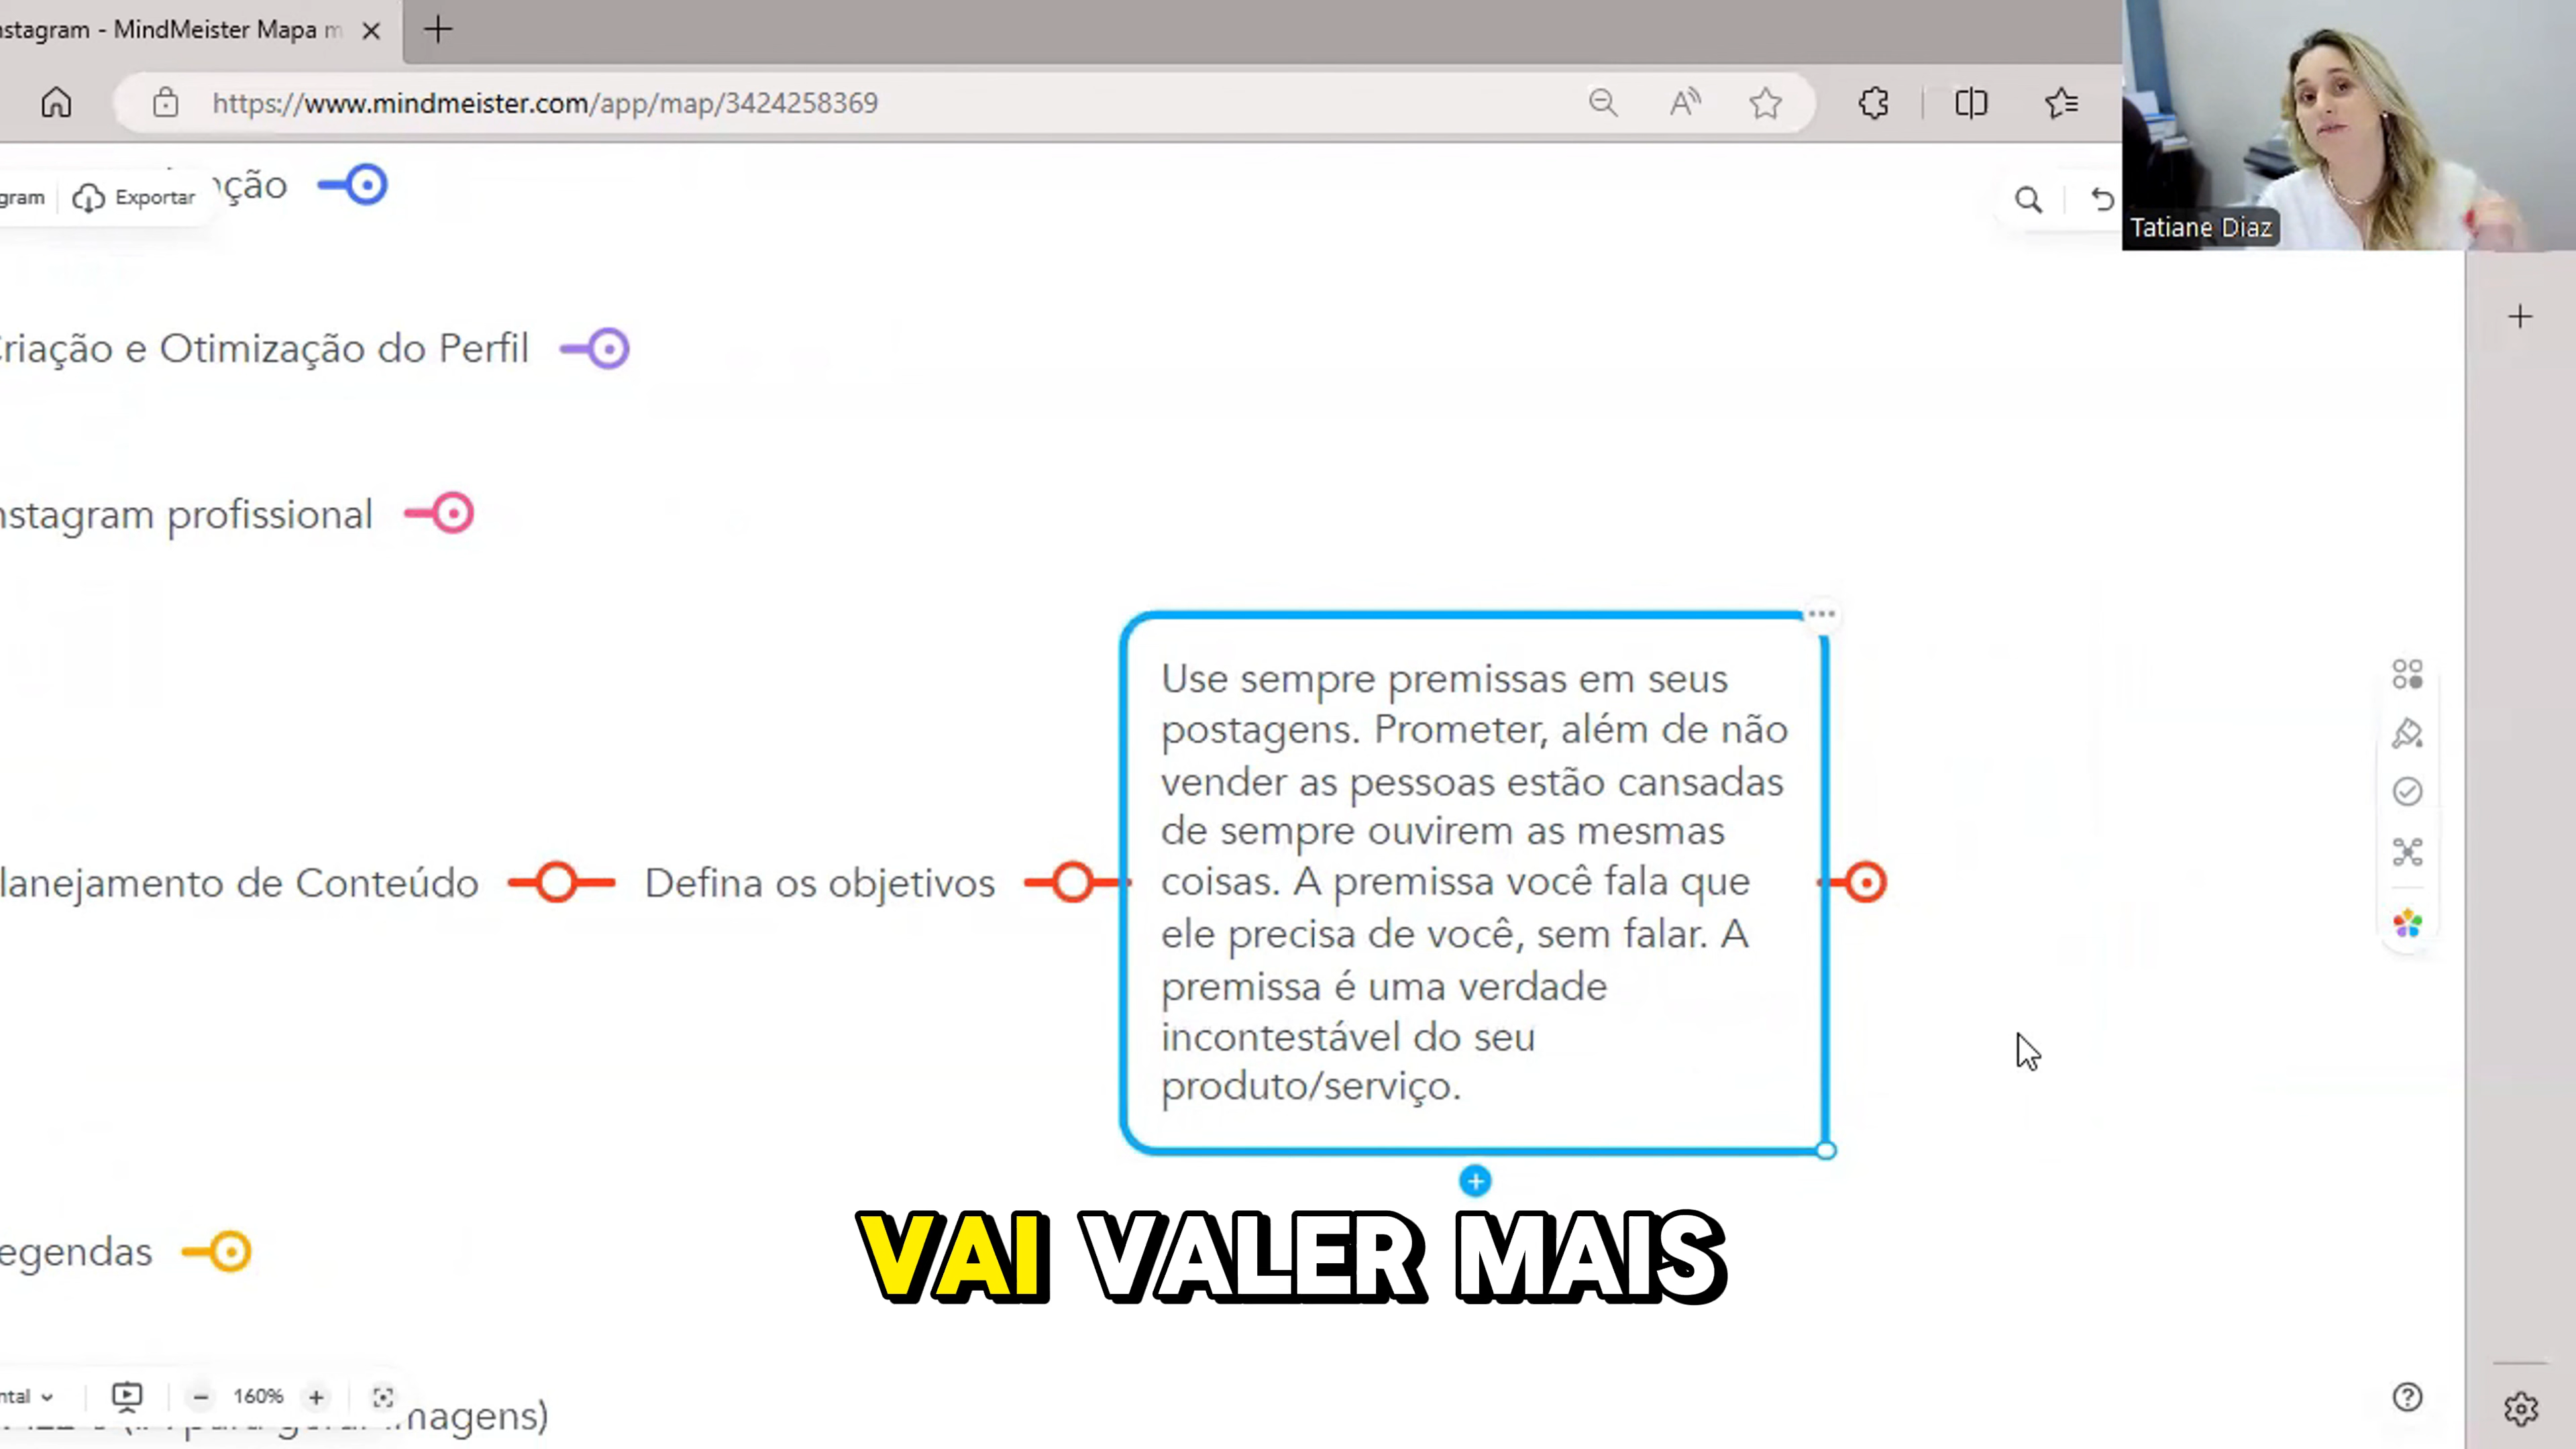 nstagram - MindMeister Mapa m
https://www.mindmeister.com/app/map/3424258369
Tatiane Diaz
gram
Exportar
nção
riação e Otimização do Perfil
nstagram profissional
Use sempre premissas em seus
postagens. Prometer, além de não
vender as pessoas estão cansadas
de sempre ouvirem as mesmas
coisas. A premissa você fala que
ele precisa de você, sem falar. A
premissa é uma verdade
incontestável do seu
produto/serviço.
lanejamento de Conteúdo
Defina os objetivos
VAI VALER MAIS
egendas
ntal
160%
magens)